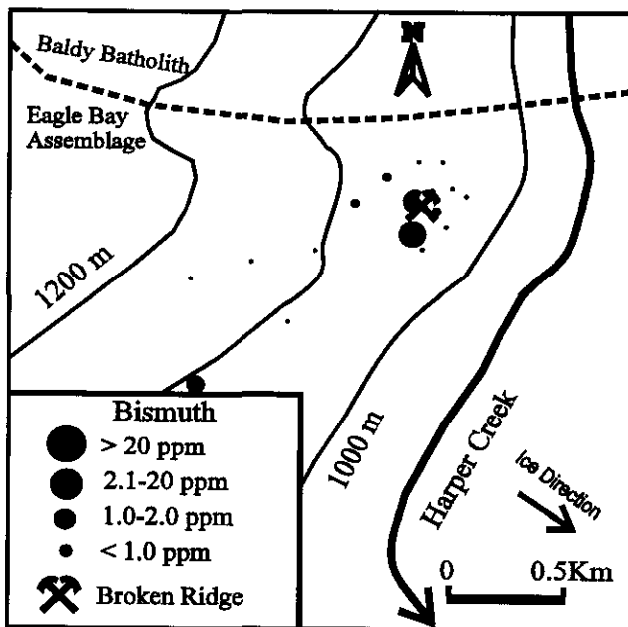 Baldy Batholith
N
Eagle Bay
Assemblage
1200 m
1000 m
Harper Creek
Ice Direction
0 0.5Km
Bismuth
> 20 ppm
2.1-20 ppm
1.0-2.0 ppm
< 1.0 ppm
Broken Ridge